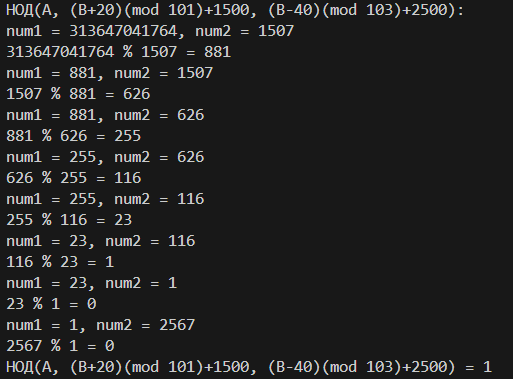 НОД(A, (B+20)(mod 101)+1500, (B-40)(mod 103)+2500):
num1 = 313647041764, num2 = 1507
313647041764 % 1507 = 881
num1 = 881, num2 = 1507
1507 % 881 = 626
num1 = 881, num2 = 626
881 % 626 = 255
num1 = 255, num2 = 626
626 % 255 = 116
num1 = 255, num2 = 116
255 % 116 = 23
num1 = 23, num2 = 116
116 % 23 = 1
num1 = 23, num2 = 1
23 % 1 = 0
num1 = 1, num2 = 2567
2567 % 1 = 0
НОД(A, (B+20)(mod 101)+1500, (B-40)(mod 103)+2500) = 1